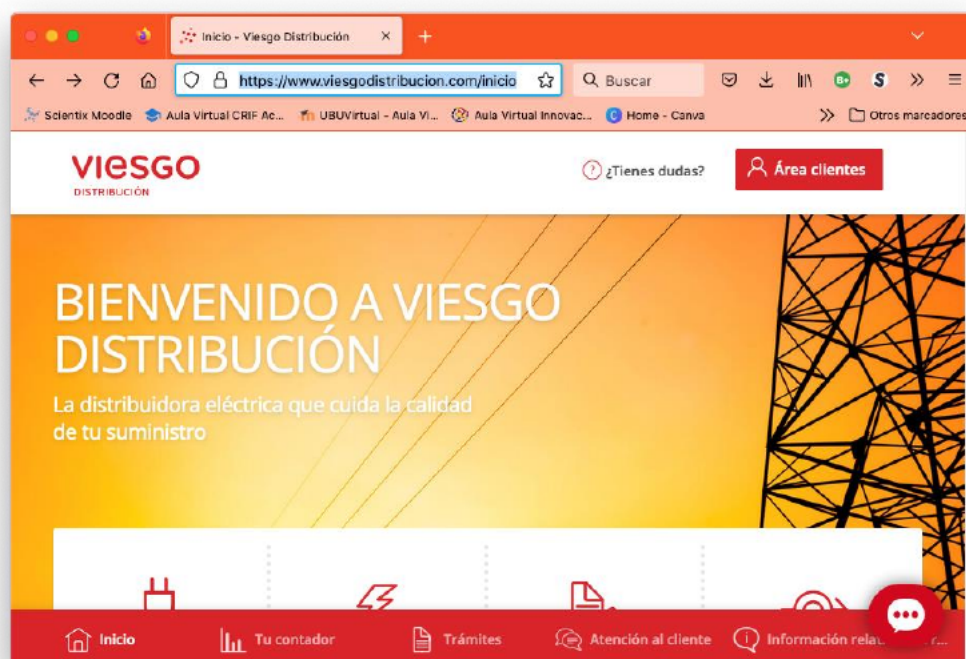 Inicio - Viesgo Distribución
https://www.viesgodistribucion.com/inicio
Buscar
Scientix Moodle
Aula Virtual CRIF Ac...
UBUVirtual - Aula Vi...
Aula Virtual Innovac...
Home - Canva
Otros marcadores
VIESGO
DISTRIBUCIÓN
¿Tienes dudas?
Área clientes
BIENVENIDO A VIESGO
DISTRIBUCIÓN
La distribuidora eléctrica que cuida la calidad
de tu suministro
Inicio
Tu contador
Trámites
Atención al cliente
Información